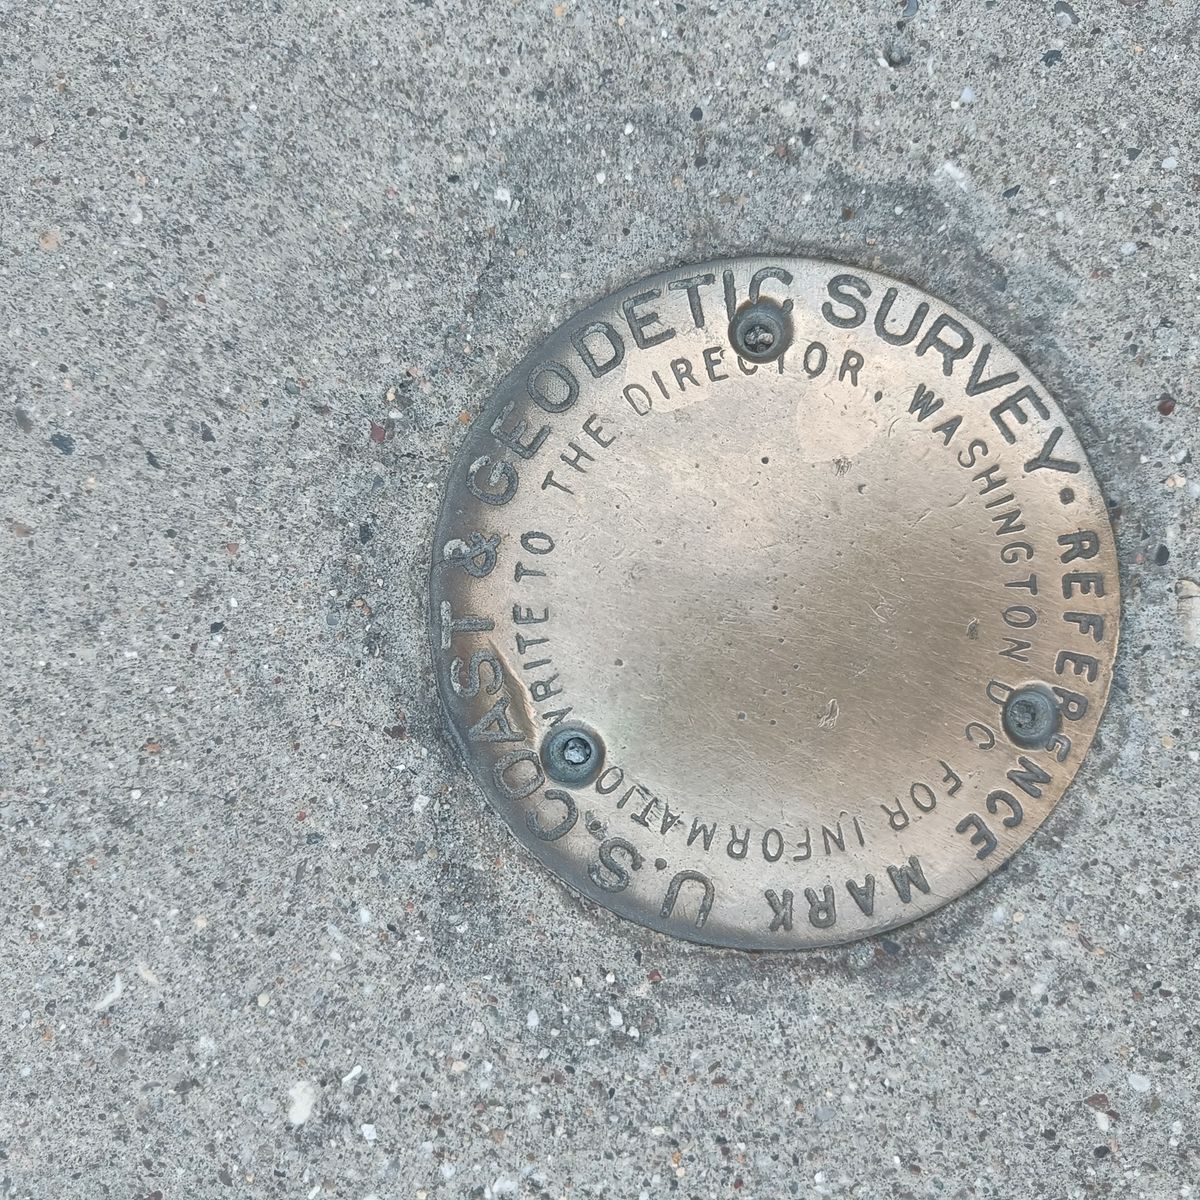 U.S. COAST & GEODETIC SURVEY • REFERENCE MARK
FOR INFORMATION WRITE TO THE DIRECTOR, WASHINGTON D C